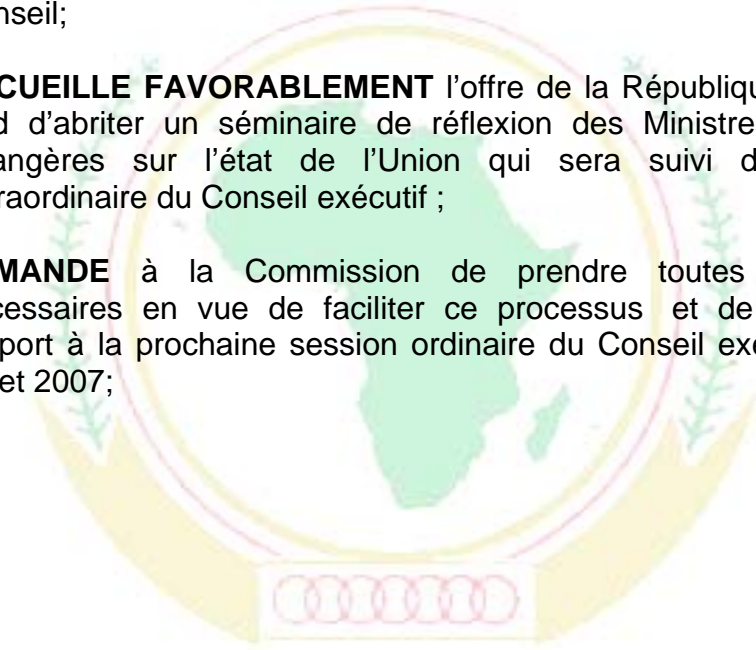 nseil;
CUEILLE FAVORABLEMENT l’offre de la République
d d’abriter un séminaire de réflexion des Ministre
angères sur l’état de l’Union qui sera suivi d
raordinaire du Conseil exécutif ;
MANDE à la Commission de prendre toutes
cessaires en vue de faciliter ce processus et de
port à la prochaine session ordinaire du Conseil exé
et 2007;